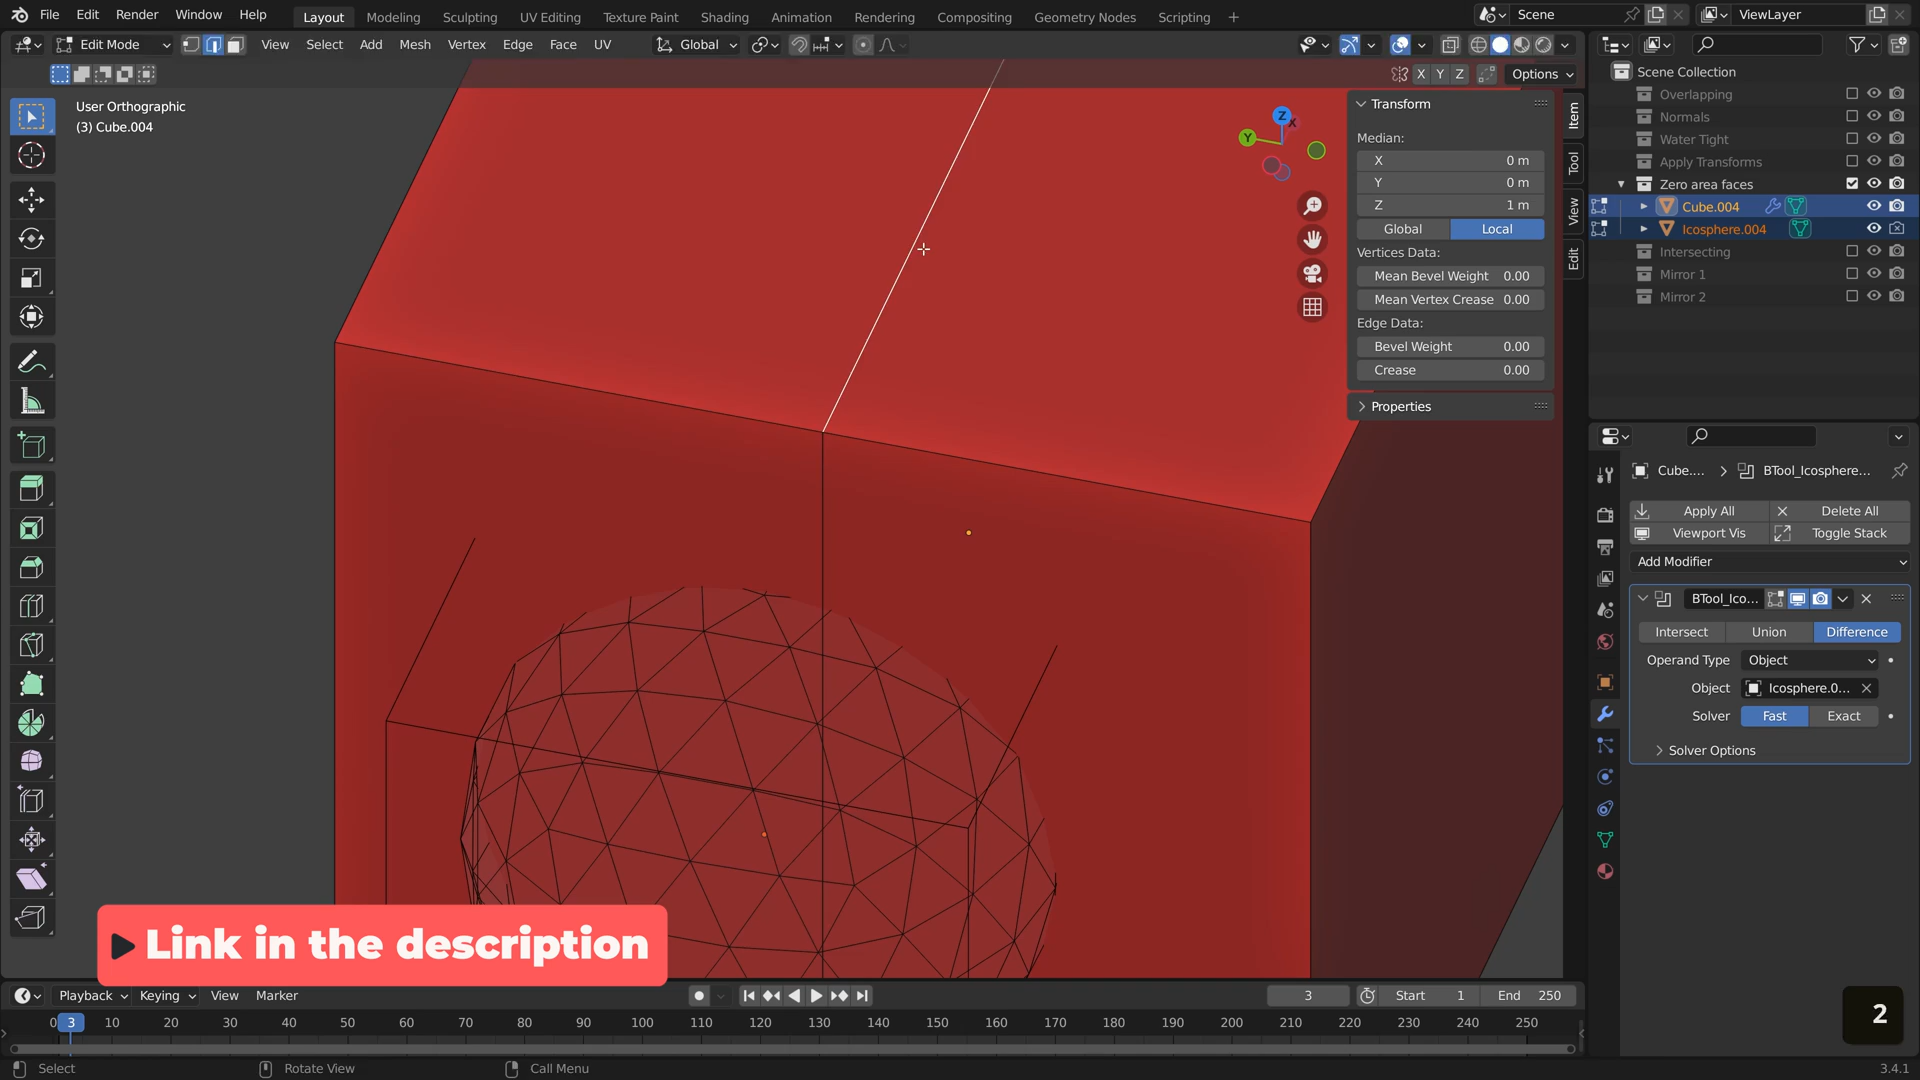 File Edit Render Window Help Layout Modeling Sculpting UV Editing Texture Paint Shading Animation Rendering Compositing Geometry Nodes Scripting + Scene ViewLayer
Edit Mode View Select Add Mesh Vertex Edge Face UV Global
X Y Z Options
User Orthographic
(3) Cube.004
Z
X
Y
Transform
Median:
X 0 m
Y 0 m
Z 1 m
Global Local
Vertices Data:
Mean Bevel Weight 0.00
Mean Vertex Crease 0.00
Edge Data:
Bevel Weight 0.00
Crease 0.00
Properties
Item
Tool
View
Edit
Scene Collection
Overlapping
Normals
Water Tight
Apply Transforms
Zero area faces
Cube.004
Icosphere.004
Intersecting
Mirror 1
Mirror 2
Cube.... BTool_Icosphere...
Apply All Delete All
Viewport Vis Toggle Stack
Add Modifier
BTool_Ico...
Intersect Union Difference
Operand Type Object
Object Icosphere.0...
Solver Fast Exact
Solver Options
Link in the description
Playback Keying View Marker 3 Start 1 End 250
0 3 10 20 30 40 50 60 70 80 90 100 110 120 130 140 150 160 170 180 190 200 210 220 230 240 250
2
Select Rotate View Call Menu 3.4.1